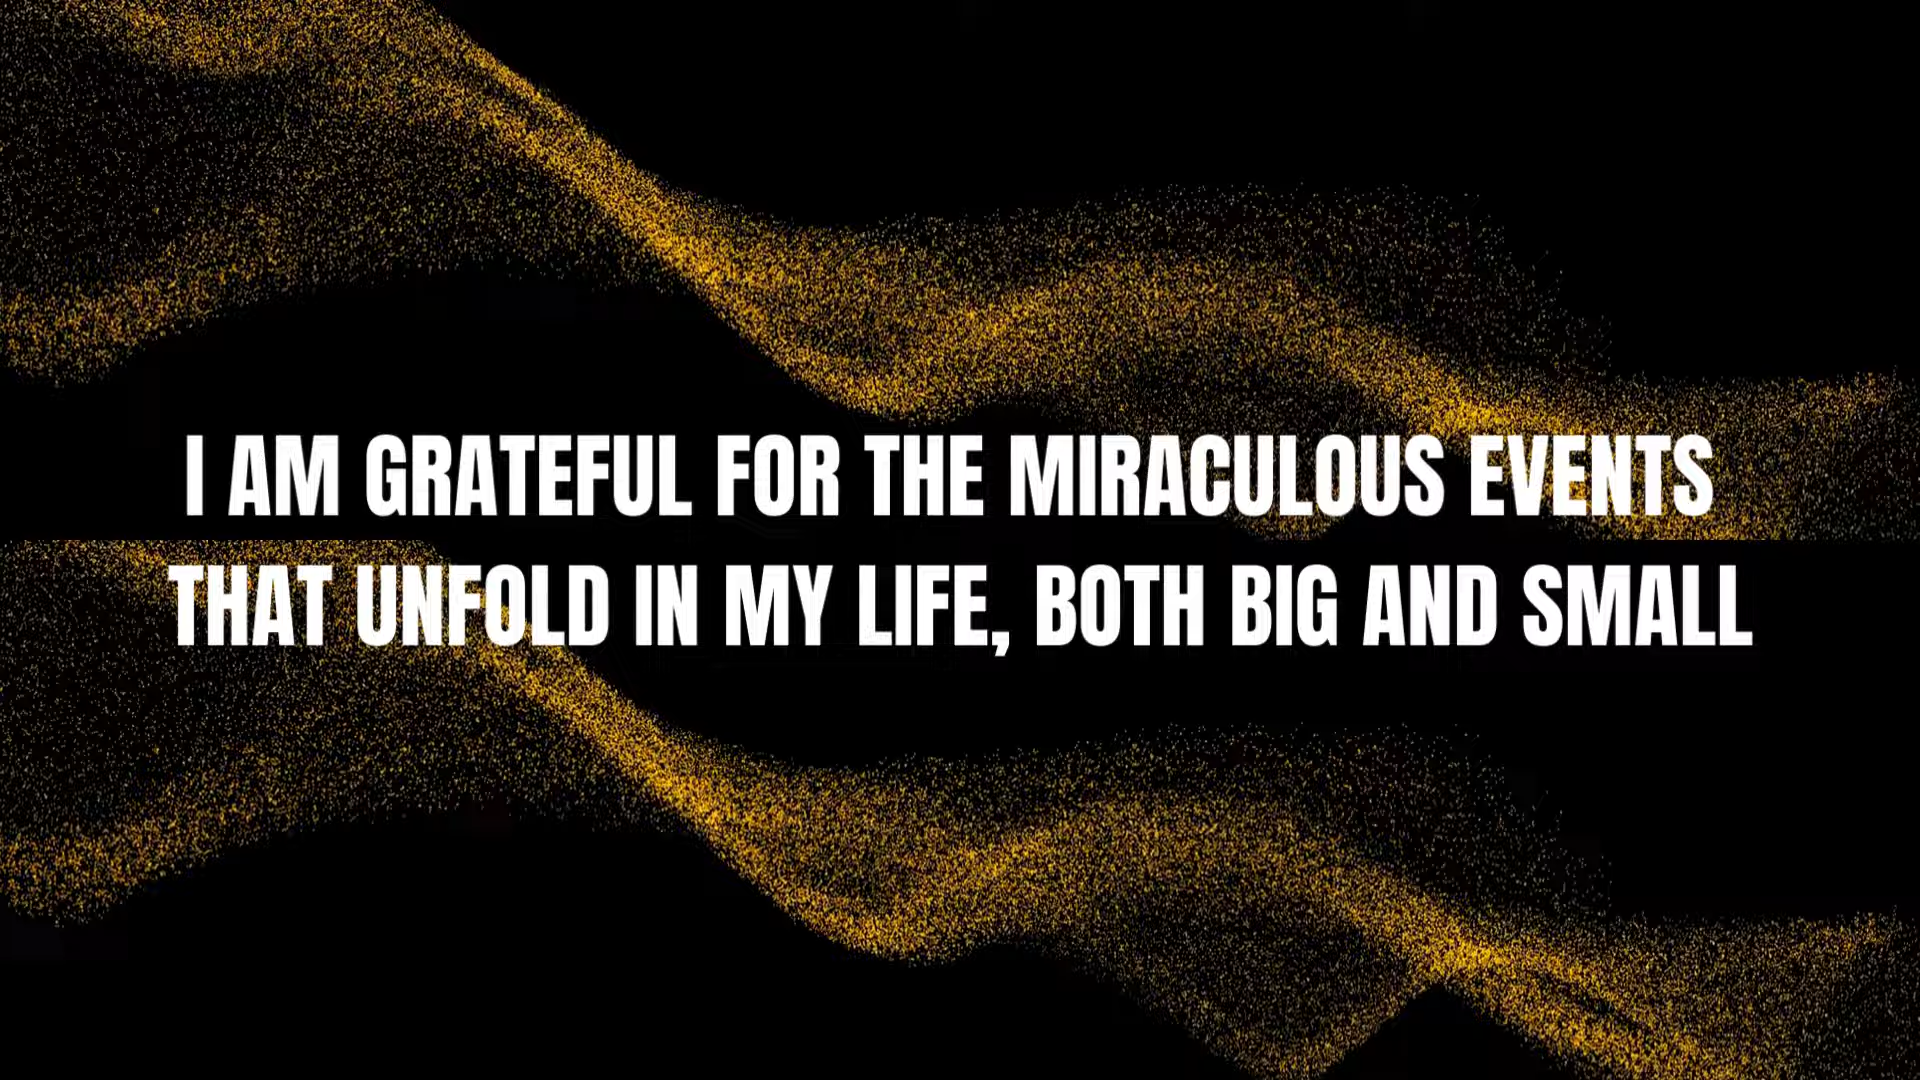 I AM GRATEFUL FOR THE MIRACULOUS EVENTS
THAT UNFOLD IN MY LIFE, BOTH BIG AND SMALL